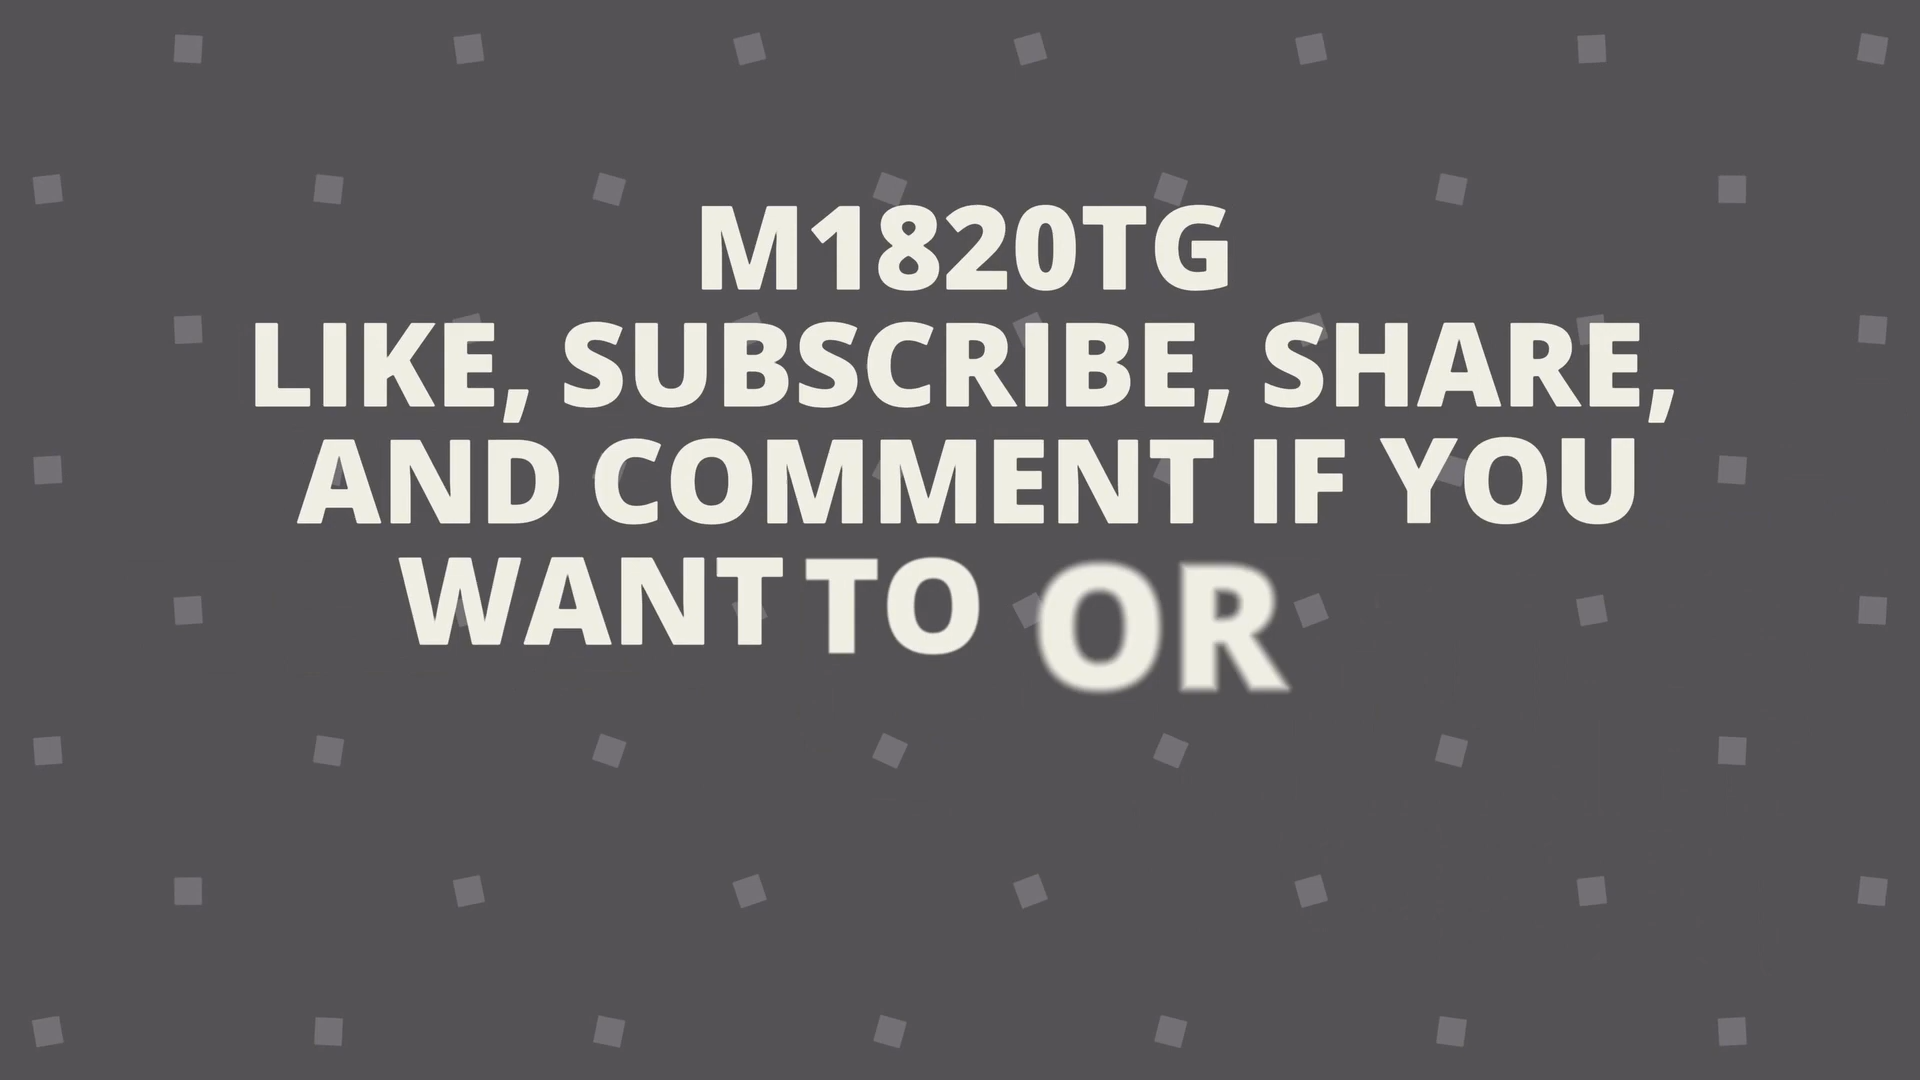 M1820TG
LIKE, SUBSCRIBE, SHARE,
AND COMMENT IF YOU
WANT TO OR